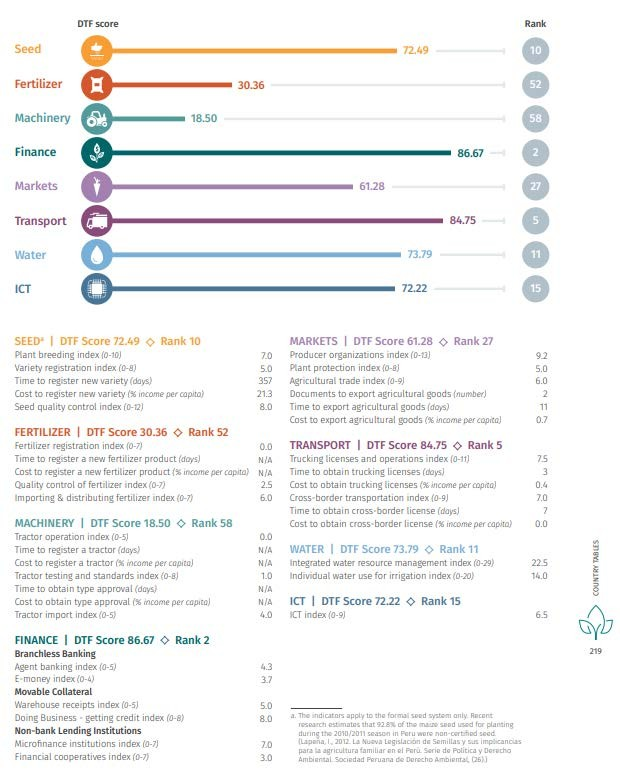 DTF score
Rank
Seed 72.49 10
Fertilizer 30.36 52
Machinery 18.50 58
Finance 86.67 2
Markets 61.28 27
Transport 84.75 5
Water 73.79 11
ICT 72.22 15
SEEDª | DTF Score 72.49 ◇ Rank 10
Plant breeding index (0-10) 7.0
Variety registration index (0-8) 5.0
Time to register new variety (days) 357
Cost to register new variety (% income per capita) 21.3
Seed quality control index (0-12) 8.0
FERTILIZER | DTF Score 30.36 ◇ Rank 52
Fertilizer registration index (0-7) 0.0
Time to register a new fertilizer product (days) N/A
Cost to register a new fertilizer product (% income per capita) N/A
Quality control of fertilizer index (0-7) 2.5
Importing & distributing fertilizer index (0-7) 6.0
MACHINERY | DTF Score 18.50 ◇ Rank 58
Tractor operation index (0-5) 0.0
Time to register a tractor (days) N/A
Cost to register a tractor (% income per capita) N/A
Tractor testing and standards index (0-8) 1.0
Time to obtain type approval (days) N/A
Cost to obtain type approval (% income per capita) N/A
Tractor import index (0-5) 4.0
FINANCE | DTF Score 86.67 ◇ Rank 2
Branchless Banking
Agent banking index (0-5) 4.3
E-money index (0-4) 3.7
Movable Collateral
Warehouse receipts index (0-5) 5.0
Doing Business - getting credit index (0-8) 8.0
Non-bank Lending Institutions
Microfinance institutions index (0-7) 7.0
Financial cooperatives index (0-7) 3.0
MARKETS | DTF Score 61.28 ◇ Rank 27
Producer organizations index (0-13) 9.2
Plant protection index (0-8) 5.0
Agricultural trade index (0-9) 6.0
Documents to export agricultural goods (number) 2
Time to export agricultural goods (days) 11
Cost to export agricultural goods (% income per capita) 0.7
TRANSPORT | DTF Score 84.75 ◇ Rank 5
Trucking licenses and operations index (0-11) 7.5
Time to obtain trucking licenses (days) 3
Cost to obtain trucking licenses (% income per capita) 0.4
Cross-border transportation index (0-9) 7.0
Time to obtain cross-border license (days) 7
Cost to obtain cross-border license (% income per capita) 0.0
WATER | DTF Score 73.79 ◇ Rank 11
Integrated water resource management index (0-29) 22.5
Individual water use for irrigation index (0-20) 14.0
ICT | DTF Score 72.22 ◇ Rank 15
ICT index (0-9) 6.5
a. The indicators apply to the formal seed system only. Recent
research estimates that 92.8% of the maize seed used for planting
during the 2010/2011 season in Peru were non-certified seed.
(Lapeña, I., 2012. La Nueva Legislación de Semillas y sus implicancias
para la agricultura familiar en el Perú. Serie de Política y Derecho
Ambiental. Sociedad Peruana de Derecho Ambiental, (26).)
COUNTRY TABLES
219